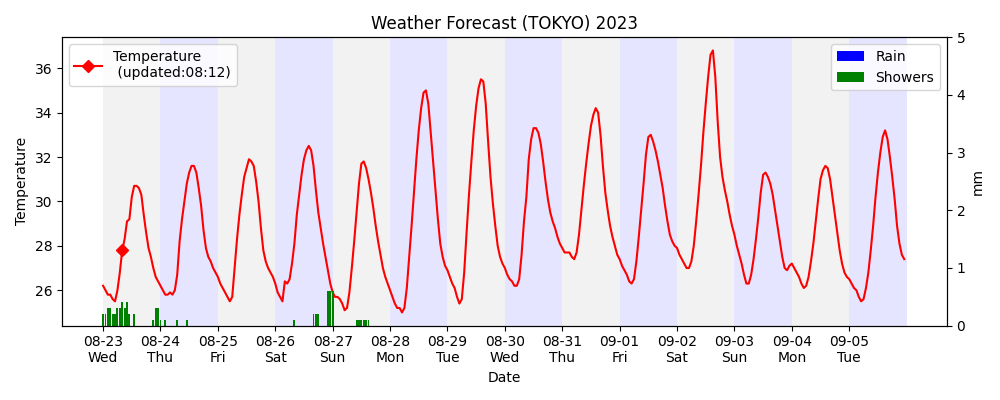 Weather Forecast (TOKYO) 2023
Temperature
(updated:08:12)
Rain
Showers
Temperature
36
34
32
30
28
26
5
4
3
2
1
0
mm
08-23 08-24 08-25 08-26 08-27 08-28 08-29 08-30 08-31 09-01 09-02 09-03 09-04 09-05
Wed Thu Fri Sat Sun Mon Tue Wed Thu Fri Sat Sun Mon Tue
Date